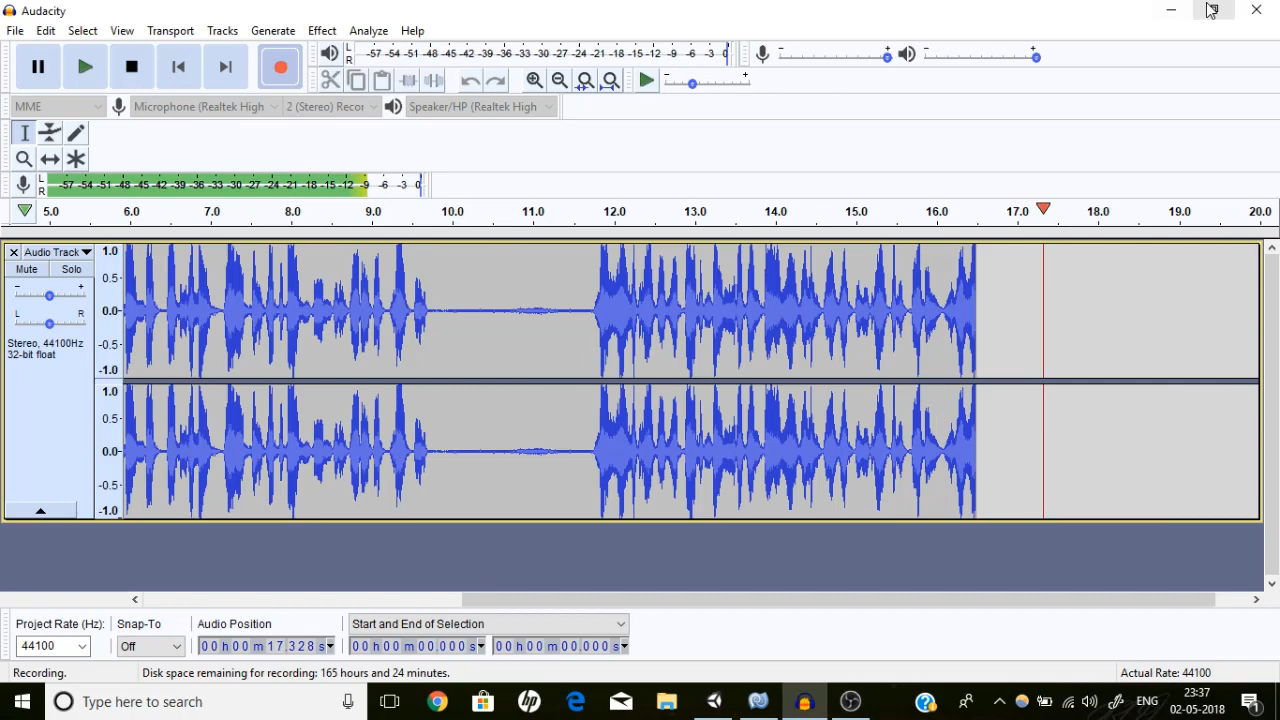 Audacity
File Edit Select View Transport Tracks Generate Effect Analyze Help
L
R
-57 -54 -51 -48 -45 -42 -39 -36 -33 -30 -27 -24 -21 -18 -15 -12 -9 -6 -3 0
- + - +
- +
MME Microphone (Realtek High 2 (Stereo) Recor Speaker/HP (Realtek High
L
R
-57 -54 -51 -48 -45 -42 -39 -36 -33 -30 -27 -24 -21 -18 -15 -12 -9 -6 -3 0
5.0 6.0 7.0 8.0 9.0 10.0 11.0 12.0 13.0 14.0 15.0 16.0 17.0 18.0 19.0 20.0
Audio Track 1.0
Mute Solo
0.5
- +
0.0
L R
Stereo, 44100Hz
-0.5
32-bit float
-1.0
1.0
0.5
0.0
-0.5
-1.0
Project Rate (Hz): Snap-To Audio Position Start and End of Selection
44100 Off 00 h 00 m 17.328 s 00 h 00 m 00.000 s 00 h 00 m 00.000 s
Recording. Disk space remaining for recording: 165 hours and 24 minutes. Actual Rate: 44100
Type here to search
hp
ENG
23:37
02-05-2018
1